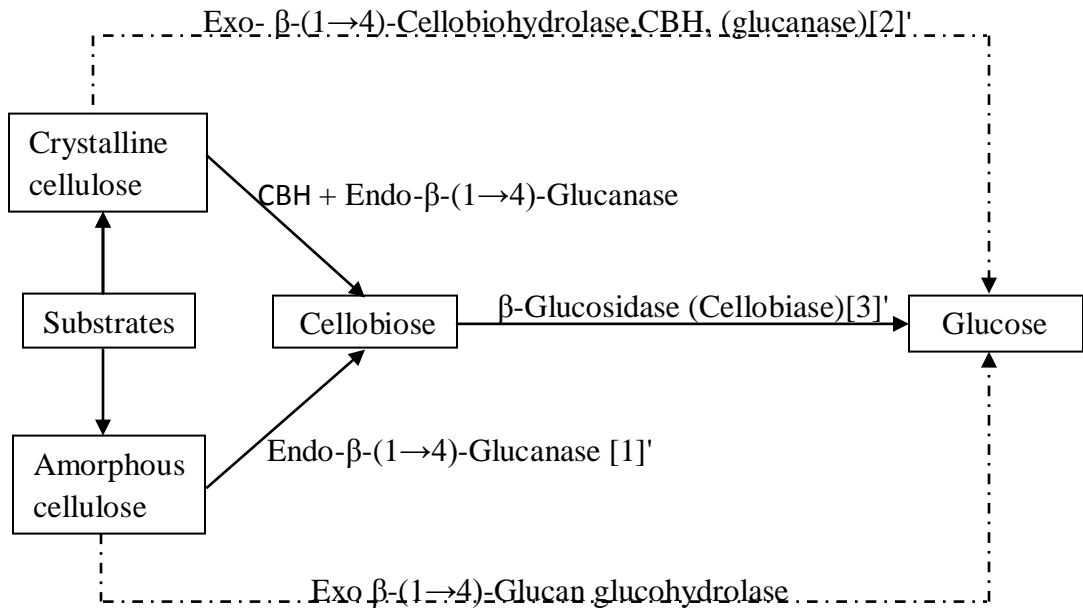 Exo- β-(1→4)-Cellobiohydrolase,CBH, (glucanase)[2]'
Crystalline
cellulose
CBH + Endo-β-(1→4)-Glucanase
Substrates
Cellobiose
β-Glucosidase (Cellobiase)[3]'
Glucose
Endo-β-(1→4)-Glucanase [1]'
Amorphous
cellulose
Exo β-(1→4)-Glucan glucohydrolase